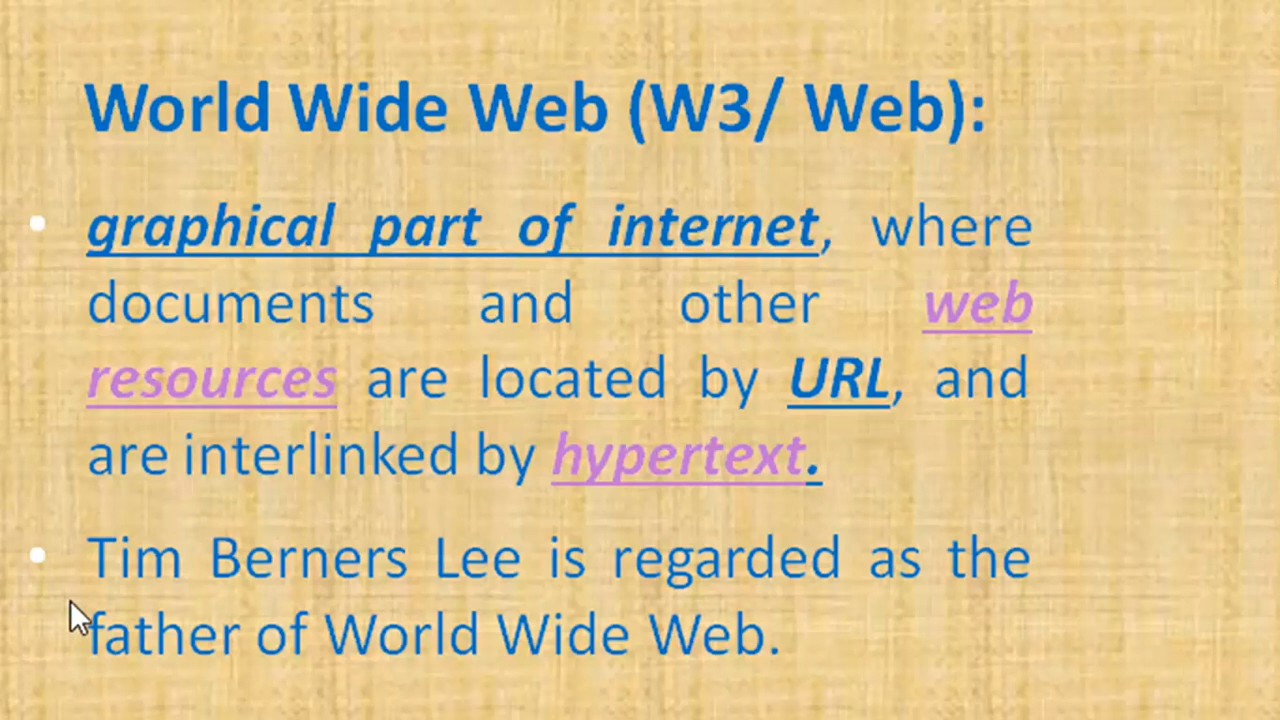 World Wide Web (W3/ Web):
• graphical part of internet, where
documents and other web
resources are located by URL, and
are interlinked by hypertext.
• Tim Berners Lee is regarded as the
father of World Wide Web.